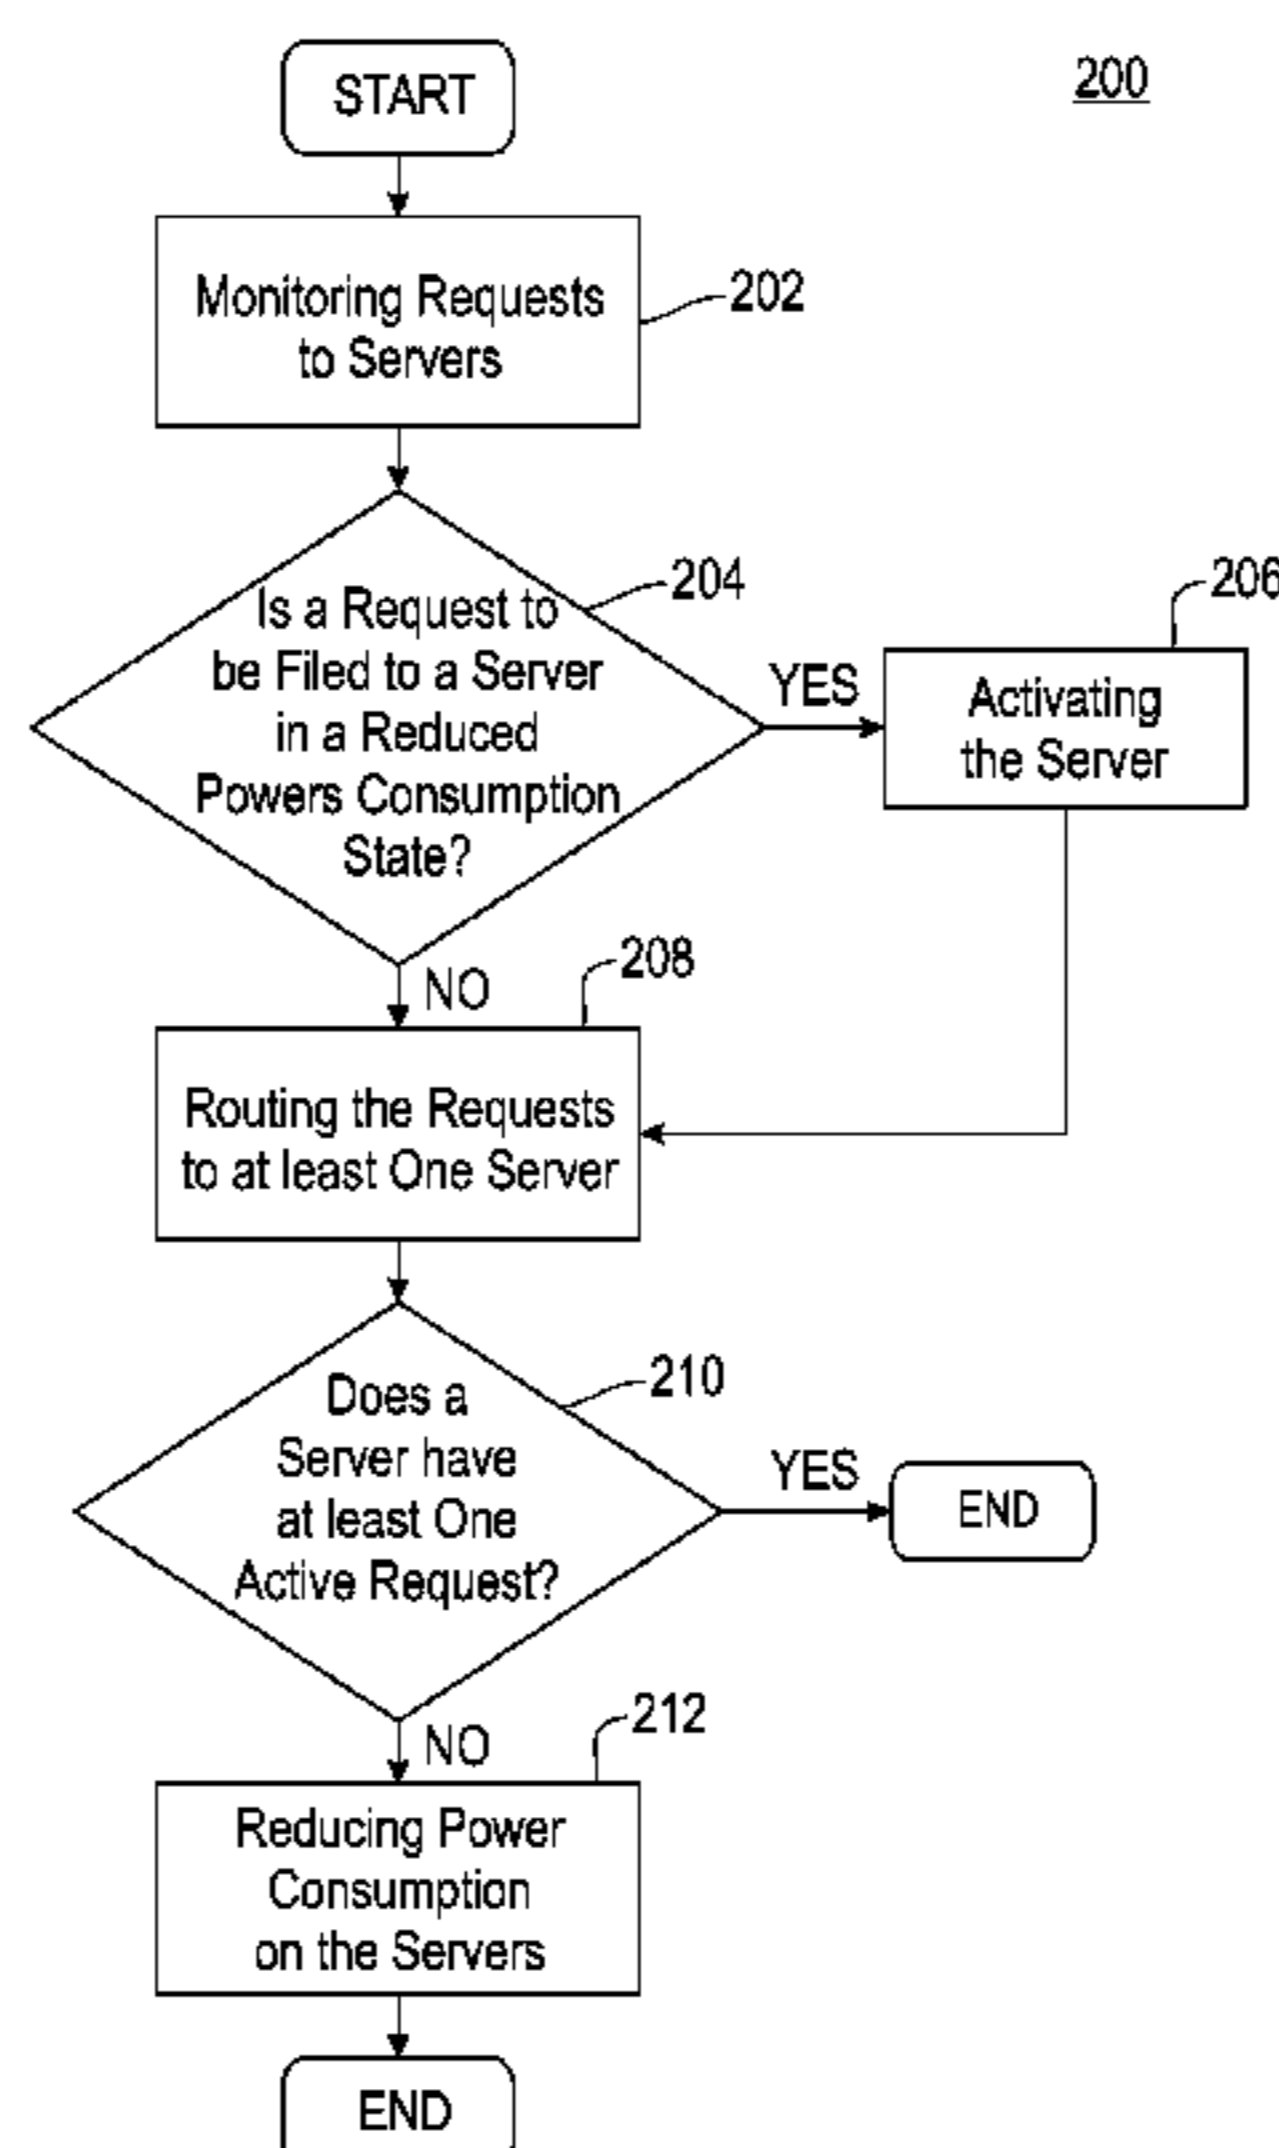 START
200
Monitoring Requests
to Servers
202
Is a Request to
be Filed to a Server
in a Reduced
Powers Consumption
State?
204
YES
206
Activating
the Server
NO
208
Routing the Requests
to at least One Server
Does a
Server have
at least One
Active Request?
210
YES
END
NO
212
Reducing Power
Consumption
on the Servers
END